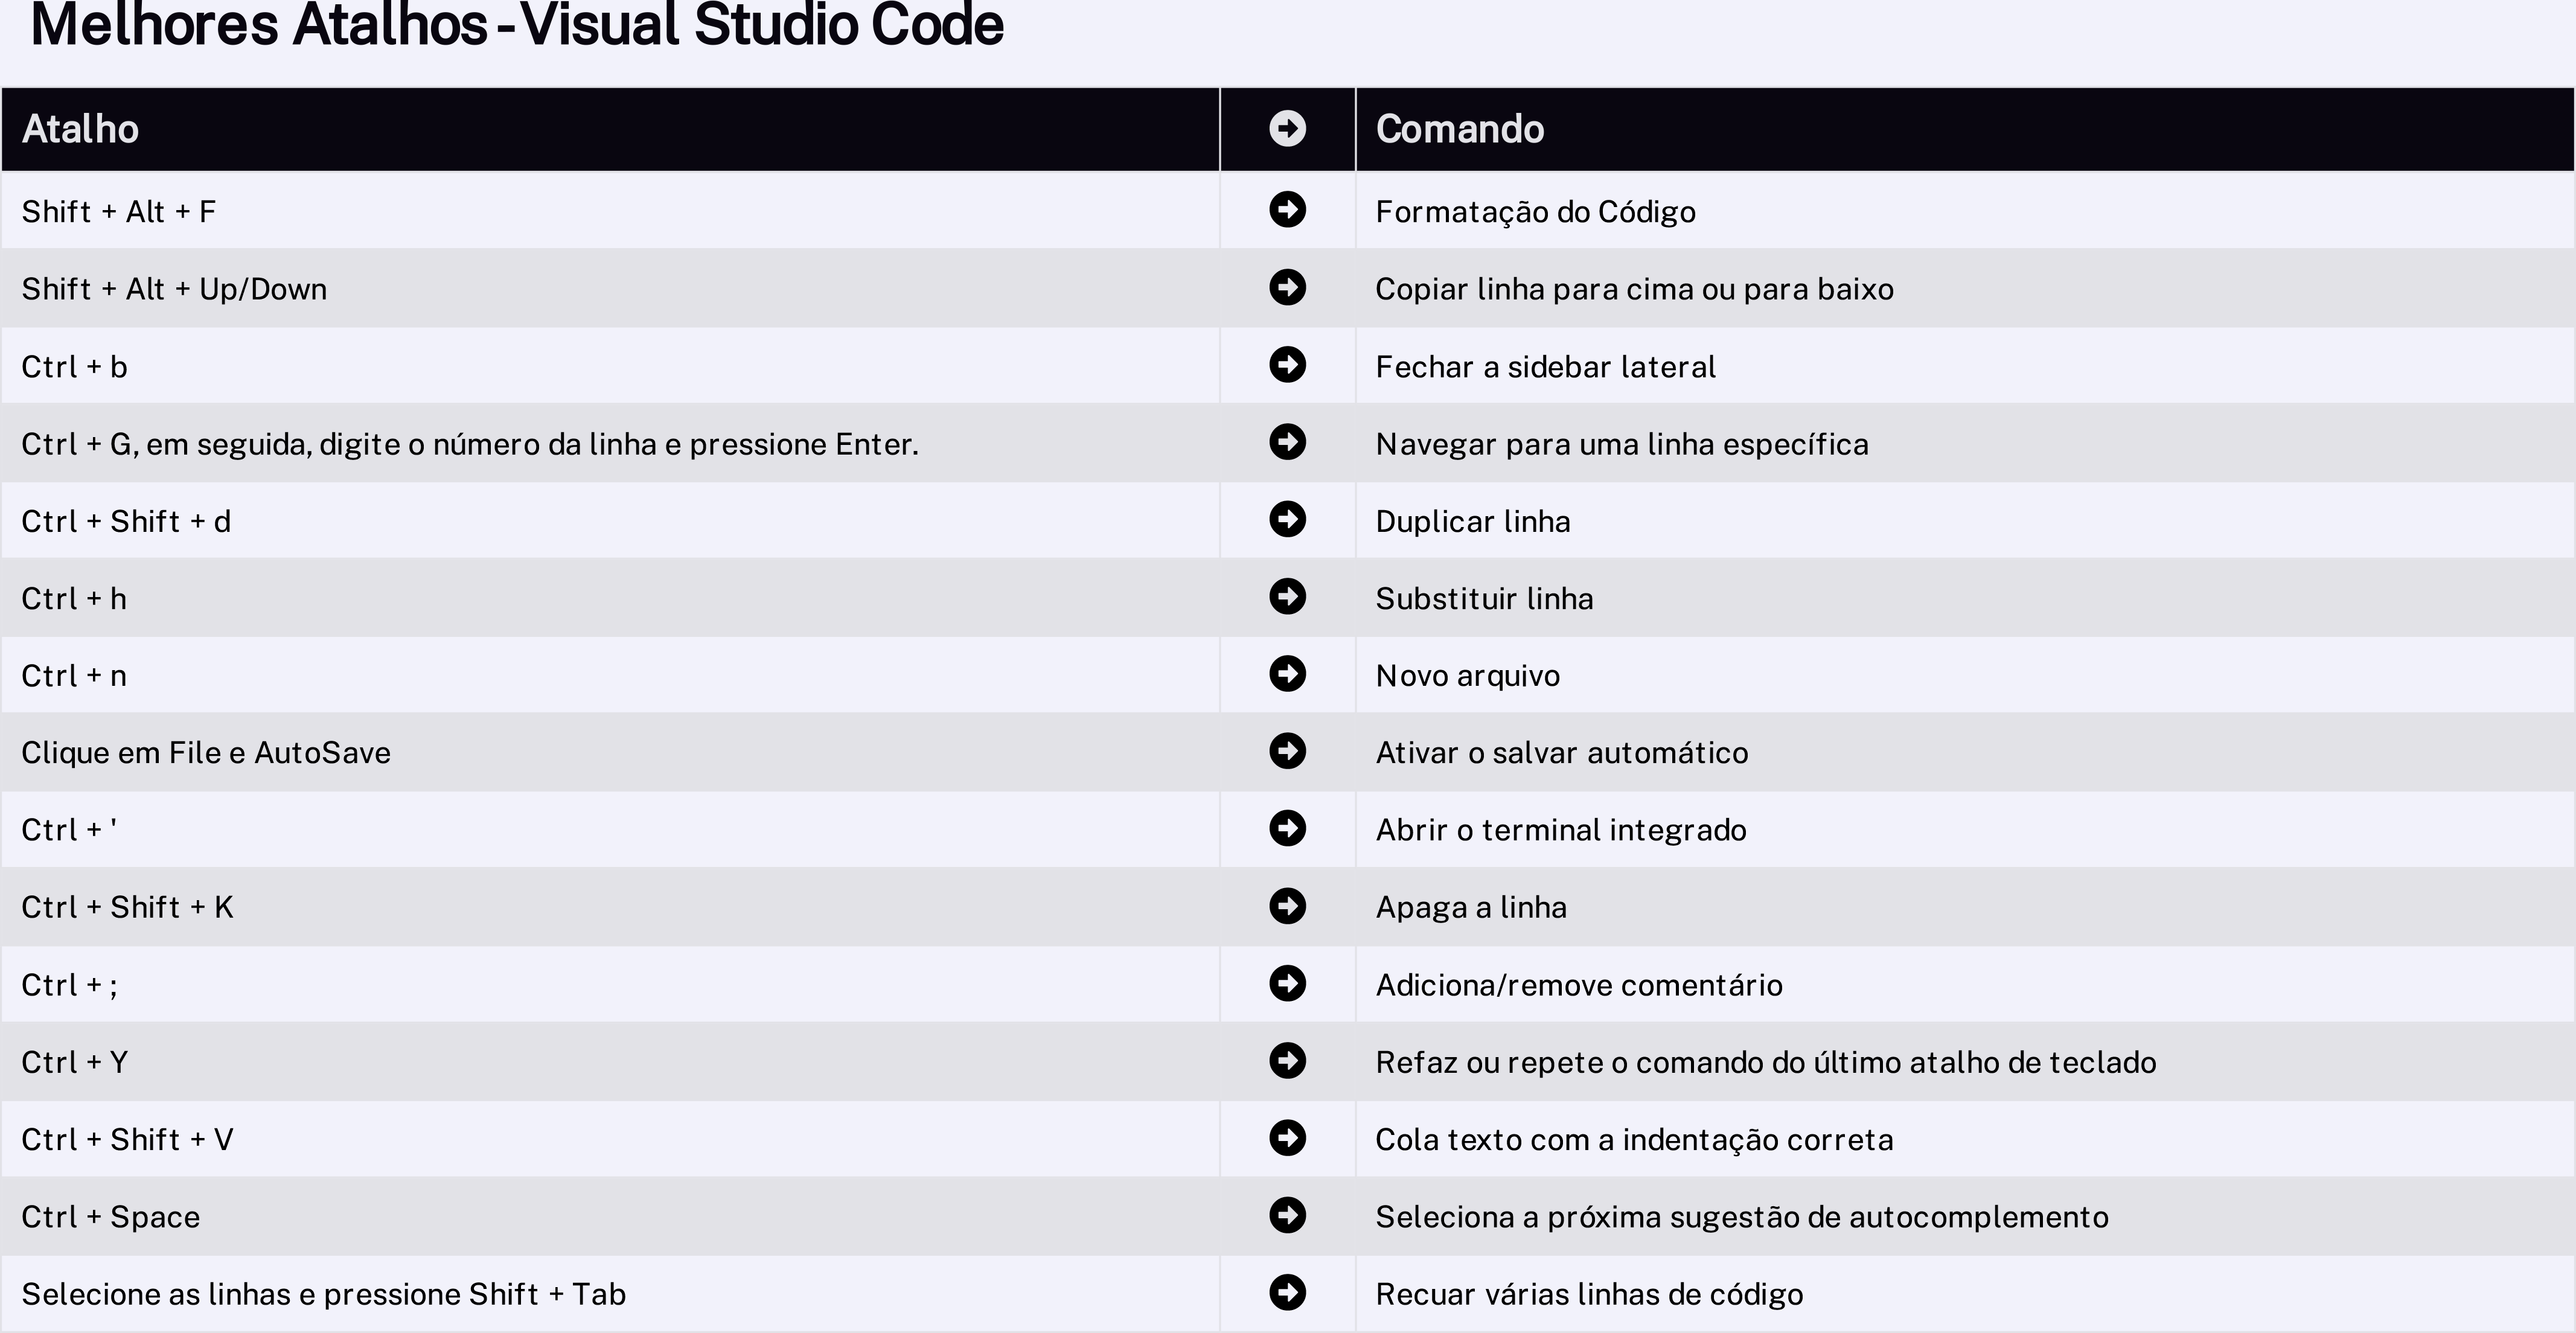 Melhores Atalhos - Visual Studio Code
Atalho Comando
Shift + Alt + F Formatação do Código
Shift + Alt + Up/Down Copiar linha para cima ou para baixo
Ctrl + b Fechar a sidebar lateral
Ctrl + G, em seguida, digite o número da linha e pressione Enter. Navegar para uma linha específica
Ctrl + Shift + d Duplicar linha
Ctrl + h Substituir linha
Ctrl + n Novo arquivo
Clique em File e AutoSave Ativar o salvar automático
Ctrl + ' Abrir o terminal integrado
Ctrl + Shift + K Apaga a linha
Ctrl + ; Adiciona/remove comentário
Ctrl + Y Refaz ou repete o comando do último atalho de teclado
Ctrl + Shift + V Cola texto com a indentação correta
Ctrl + Space Seleciona a próxima sugestão de autocomplemento
Selecione as linhas e pressione Shift + Tab Recuar várias linhas de código